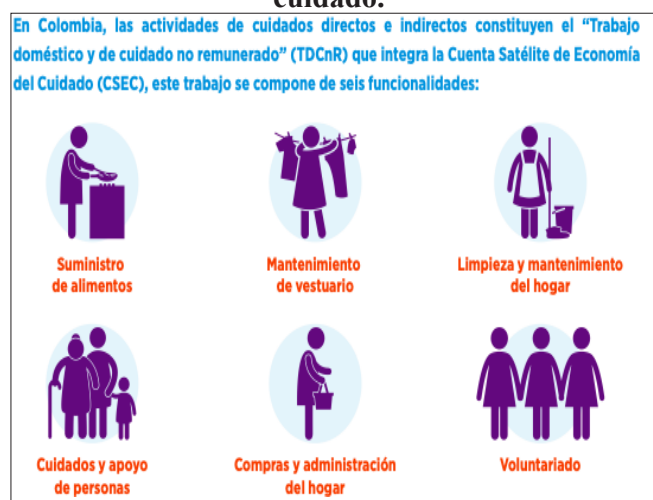 cuidado.
En Colombia, las actividades de cuidados directos e indirectos constituyen el “Trabajo
doméstico y de cuidado no remunerado” (TDCnR) que integra la Cuenta Satélite de Economía
del Cuidado (CSEC), este trabajo se compone de seis funcionalidades:
Suministro
de alimentos
Mantenimiento
de vestuario
Limpieza y mantenimiento
del hogar
Cuidados y apoyo
de personas
Compras y administración
del hogar
Voluntariado